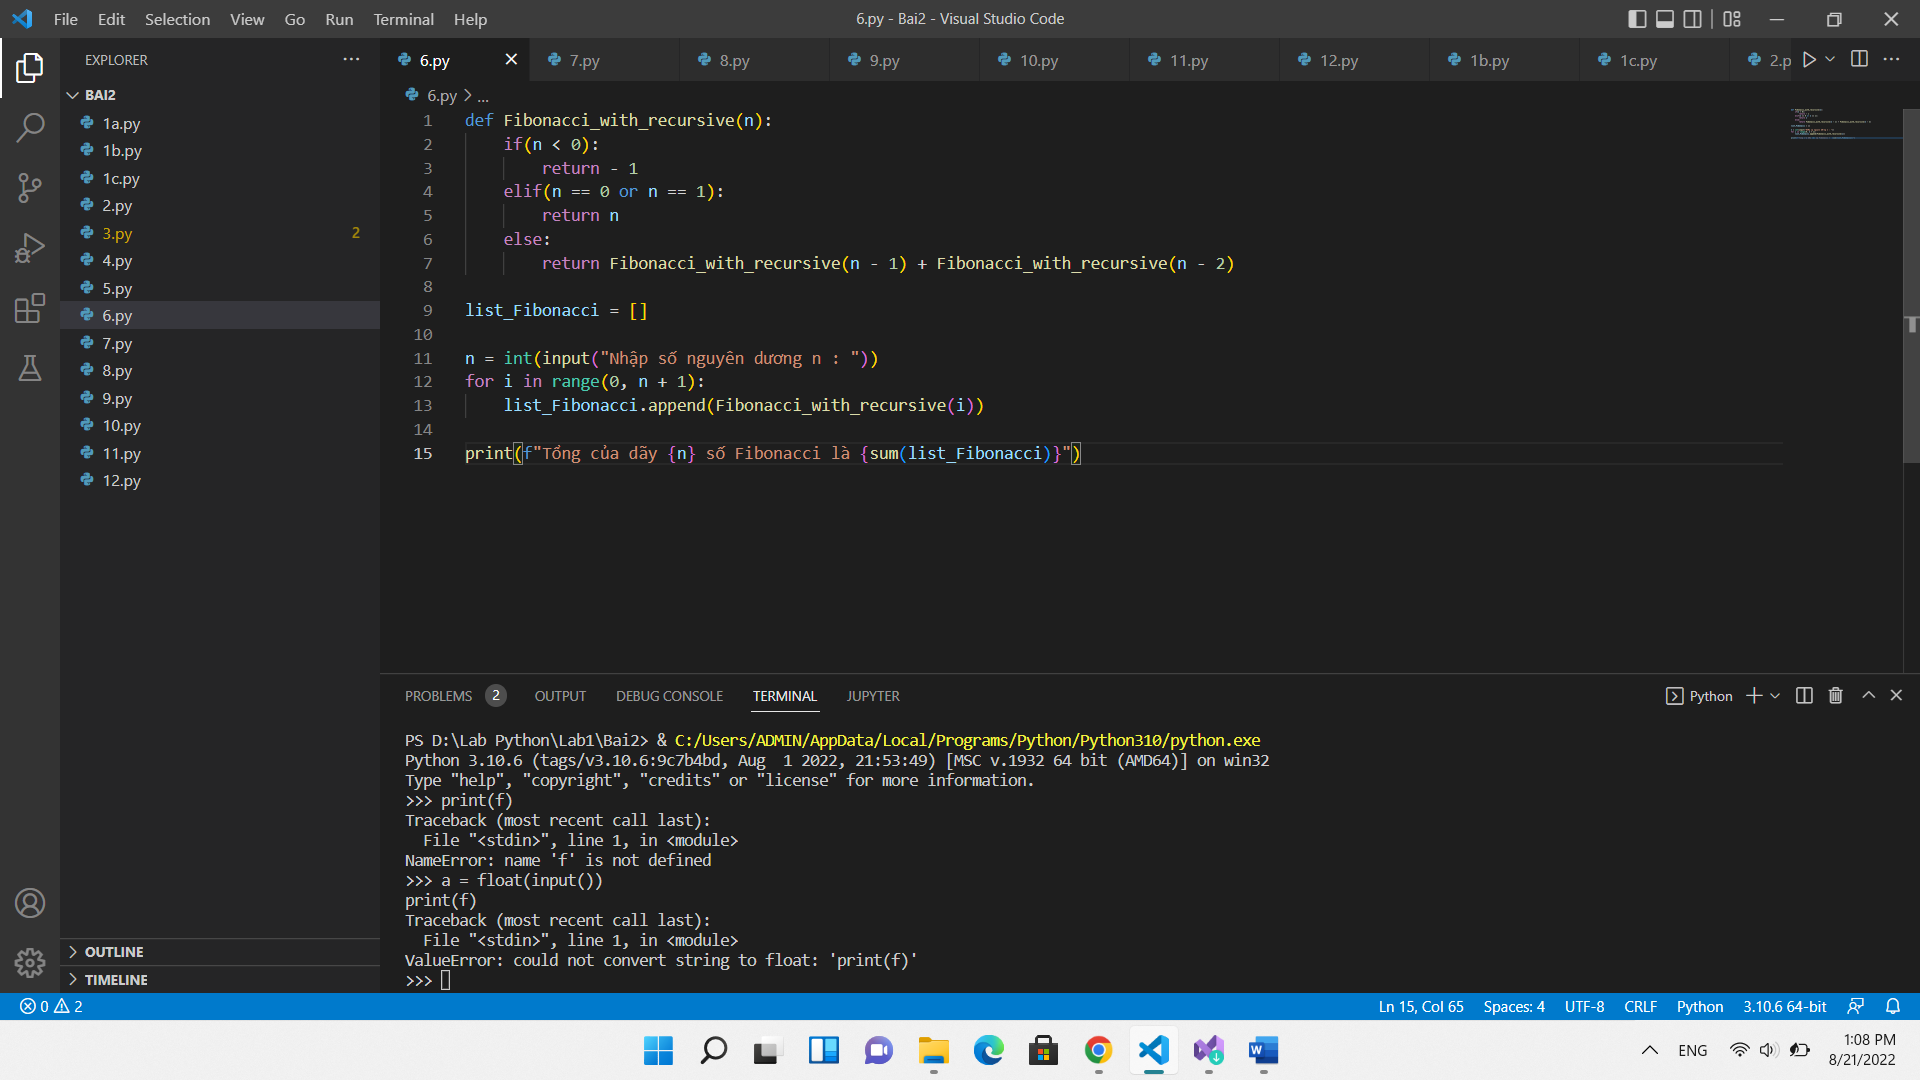 File Edit Selection View Go Run Terminal Help 6.py - Bai2 - Visual Studio Code
EXPLORER 6.py 7.py 8.py 9.py 10.py 11.py 12.py 1b.py 1c.py 2.p
BAI2
1a.py
1b.py
1c.py
2.py
3.py 2
4.py
5.py
6.py
7.py
8.py
9.py
10.py
11.py
12.py
OUTLINE
TIMELINE
6.py > ...
1 def Fibonacci_with_recursive(n):
2 if(n < 0):
3 return - 1
4 elif(n == 0 or n == 1):
5 return n
6 else:
7 return Fibonacci_with_recursive(n - 1) + Fibonacci_with_recursive(n - 2)
8
9 list_Fibonacci = []
10
11 n = int(input("Nhập số nguyên dương n : "))
12 for i in range(0, n + 1):
13 list_Fibonacci.append(Fibonacci_with_recursive(i))
14
15 print(f"Tổng của dãy {n} số Fibonacci là {sum(list_Fibonacci)}")
PROBLEMS 2 OUTPUT DEBUG CONSOLE TERMINAL JUPYTER Python
PS D:\Lab Python\Lab1\Bai2> & C:/Users/ADMIN/AppData/Local/Programs/Python/Python310/python.exe
Python 3.10.6 (tags/v3.10.6:9c7b4bd, Aug  1 2022, 21:53:49) [MSC v.1932 64 bit (AMD64)] on win32
Type "help", "copyright", "credits" or "license" for more information.
>>> print(f)
Traceback (most recent call last):
  File "<stdin>", line 1, in <module>
NameError: name 'f' is not defined
>>> a = float(input())
print(f)
Traceback (most recent call last):
  File "<stdin>", line 1, in <module>
ValueError: could not convert string to float: 'print(f)'
>>>
0 2 Ln 15, Col 65 Spaces: 4 UTF-8 CRLF Python 3.10.6 64-bit
ENG 1:08 PM
8/21/2022